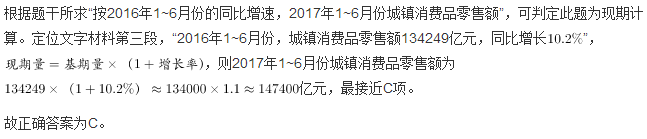 根据题干所求“按2016年1~6月份的同比增速，2017年1~6月份城镇消费品零售额”，可判定此题为现期计
算。定位文字材料第三段，“2016年1~6月份，城镇消费品零售额134249亿元，同比增长10.2%”，
现期量＝基期量×（1＋增长率），则2017年1~6月份城镇消费品零售额为
134249×（1＋10.2%）≈134000×1.1≈147400亿元，最接近C项。
故正确答案为C。